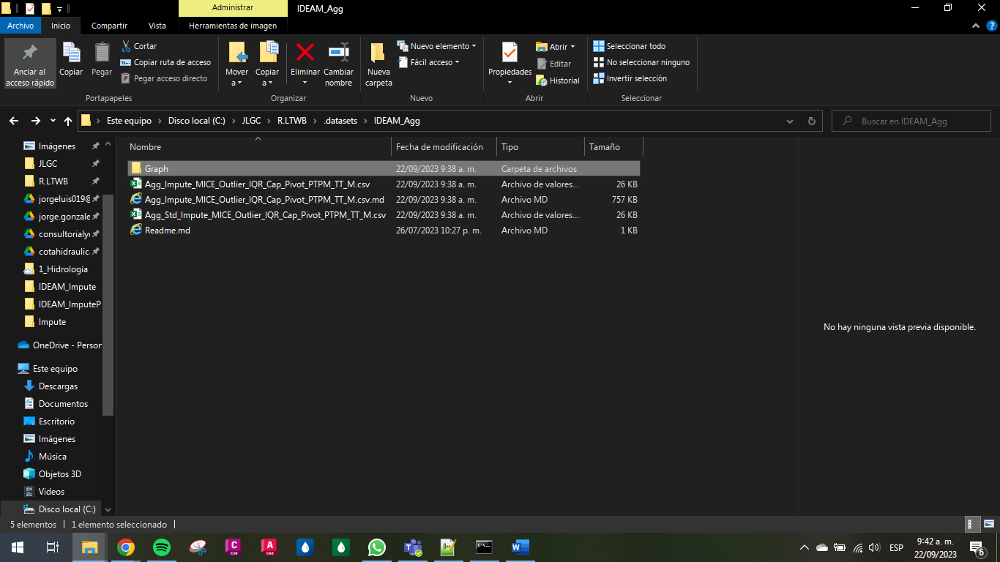 Administrar
IDEAM_Agg
Archivo
Inicio
Compartir
Vista
Herramientas de imagen
Anclar al
acceso rápido
Copiar
Pegar
Cortar
Copiar ruta de acceso
Pegar acceso directo
Portapapeles
Mover
a
Copiar
a
Eliminar
Cambiar
nombre
Organizar
Nueva
carpeta
Nuevo elemento
Fácil acceso
Nuevo
Propiedades
Abrir
Editar
Historial
Abrir
Seleccionar todo
No seleccionar ninguno
Invertir selección
Seleccionar
Este equipo > Disco local (C:) > JLGC > R.LTWB > .datasets > IDEAM_Agg
Buscar en IDEAM_Agg
Imágenes
JLGC
R.LTWB
jorgeluis019@
jorge.gonzale
consultorialy
cotahidraulic
1_Hidrología
IDEAM_Impute
IDEAM_ImputeP
Impute
OneDrive - Person
Este equipo
Descargas
Documentos
Escritorio
Imágenes
Música
Objetos 3D
Videos
Disco local (C:)
Nombre Fecha de modificación Tipo Tamaño
Graph 22/09/2023 9:38 a. m. Carpeta de archivos
Agg_Impute_MICE_Outlier_IQR_Cap_Pivot_PTPM_TT_M.csv 22/09/2023 9:38 a. m. Archivo de valores... 26 KB
Agg_Impute_MICE_Outlier_IQR_Cap_Pivot_PTPM_TT_M.csv.md 22/09/2023 9:38 a. m. Archivo MD 757 KB
Agg_Std_Impute_MICE_Outlier_IQR_Cap_Pivot_PTPM_TT_M.csv 22/09/2023 9:38 a. m. Archivo de valores... 26 KB
Readme.md 26/07/2023 10:27 p. m. Archivo MD 1 KB
No hay ninguna vista previa disponible.
5 elementos
1 elemento seleccionado
ESP
9:42 a. m.
22/09/2023
6